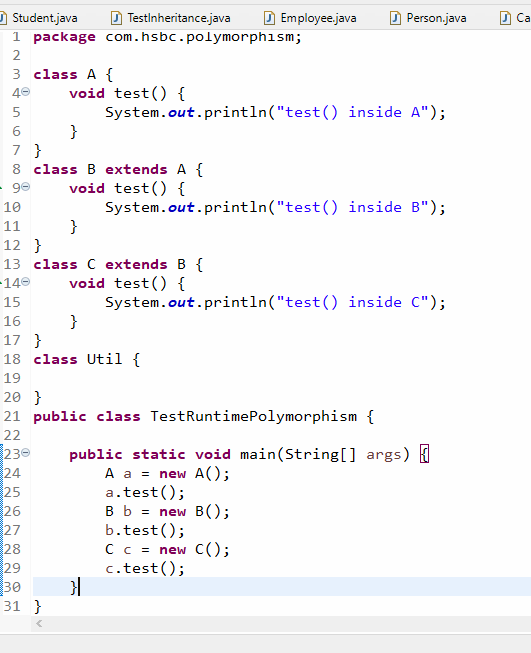 Student.java TestInheritance.java Employee.java Person.java Ca
1 package com.hsbc.polymorphism;
2
3 class A {
4 void test() {
5 System.out.println("test() inside A");
6 }
7 }
8 class B extends A {
9 void test() {
10 System.out.println("test() inside B");
11 }
12 }
13 class C extends B {
14 void test() {
15 System.out.println("test() inside C");
16 }
17 }
18 class Util {
19
20 }
21 public class TestRuntimePolymorphism {
22
23 public static void main(String[] args) {
24 A a = new A();
25 a.test();
26 B b = new B();
27 b.test();
28 C c = new C();
29 c.test();
30 }
31 }